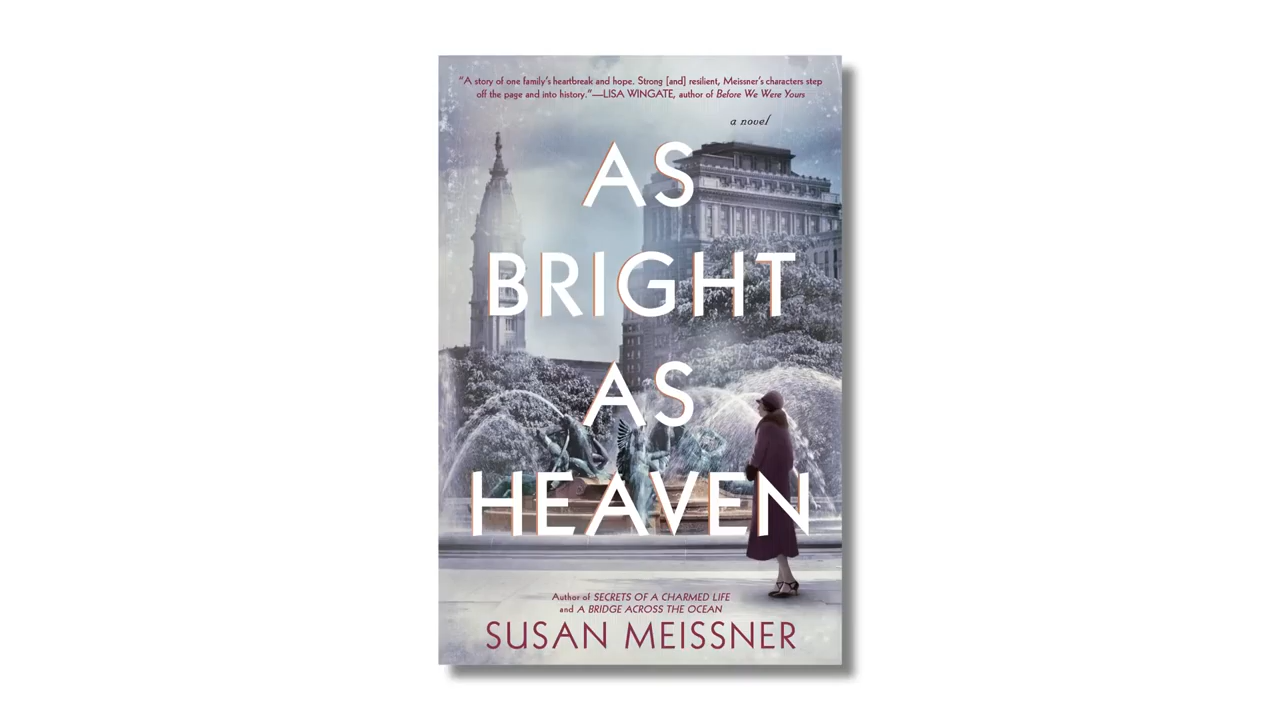 “A story of one family’s heartbreak and hope. Strong [and] resilient, Meissner’s characters step
off the page and into history.”—LISA WINGATE, author of Before We Were Yours
a novel
AS
BRIGHT
AS
HEAVEN
Author of SECRETS OF A CHARMED LIFE
and A BRIDGE ACROSS THE OCEAN
SUSAN MEISSNER